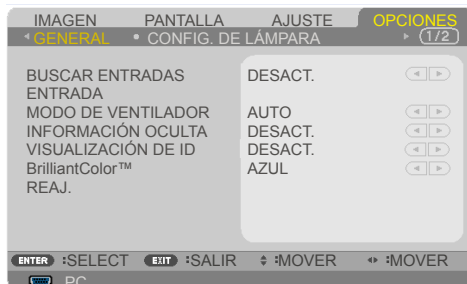 IMAGEN PANTALLA AJUSTE OPCIONES
GENERAL • CONFIG. DE LÁMPARA (1/2)
BUSCAR ENTRADAS DESACT.
ENTRADA
MODO DE VENTILADOR AUTO
INFORMACIÓN OCULTA DESACT.
VISUALIZACIÓN DE ID DESACT.
BrilliantColor™ AZUL
REAJ.
ENTER :SELECT EXIT :SALIR :MOVER :MOVER
PC